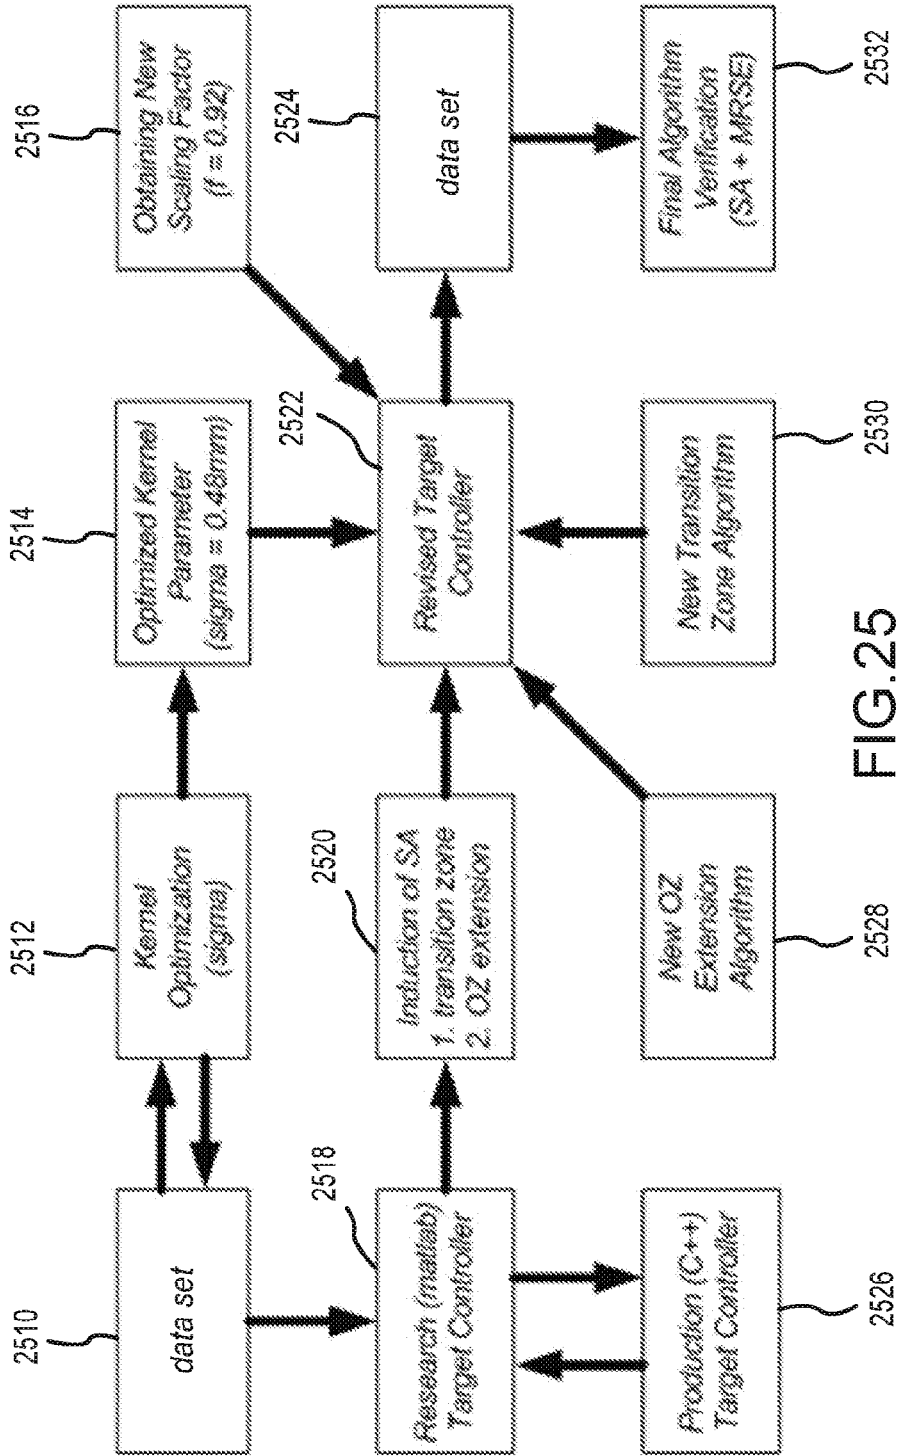 2510
data set
2512
Kernel
Optimization
(sigma)
2514
Optimized Kernel
Parameter
(sigma = 0.48mm)
2516
Obtaining New
Scaling Factor
(f = 0.92)
2518
Research (matlab)
Target Controller
2520
Induction of SA
1. transition zone
2. OZ extension
2522
Revised Target
Controller
2524
data set
Production (C++)
Target Controller
2526
New OZ
Extension
Algorithm
2528
New Transition
Zone Algorithm
2530
Final Algorithm
Verification
(SA + MRSE)
2532
FIG.25